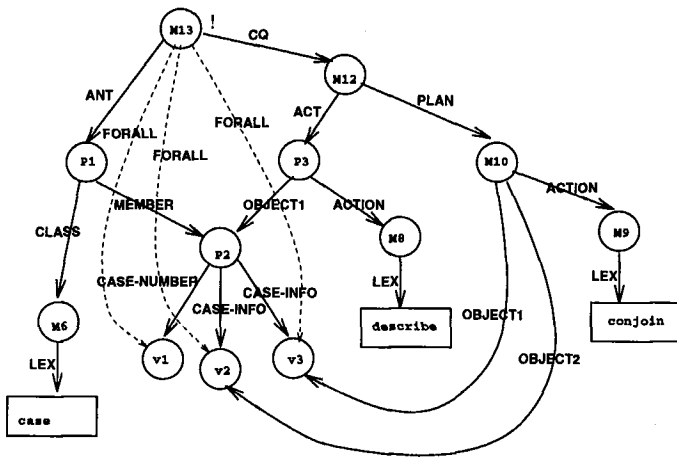 M13 !
CQ
M12
ANT
ACT
PLAN
FORALL
FORALL
FORALL
P1
P3
M10
MEMBER
OBJECT1
ACTION
ACTION
CLASS
P2
M8
M9
CASE-NUMBER
CASE-INFO
CASE-INFO
LEX
LEX
M6
describe
OBJECT1
conjoin
v1
v2
v3
OBJECT2
LEX
case